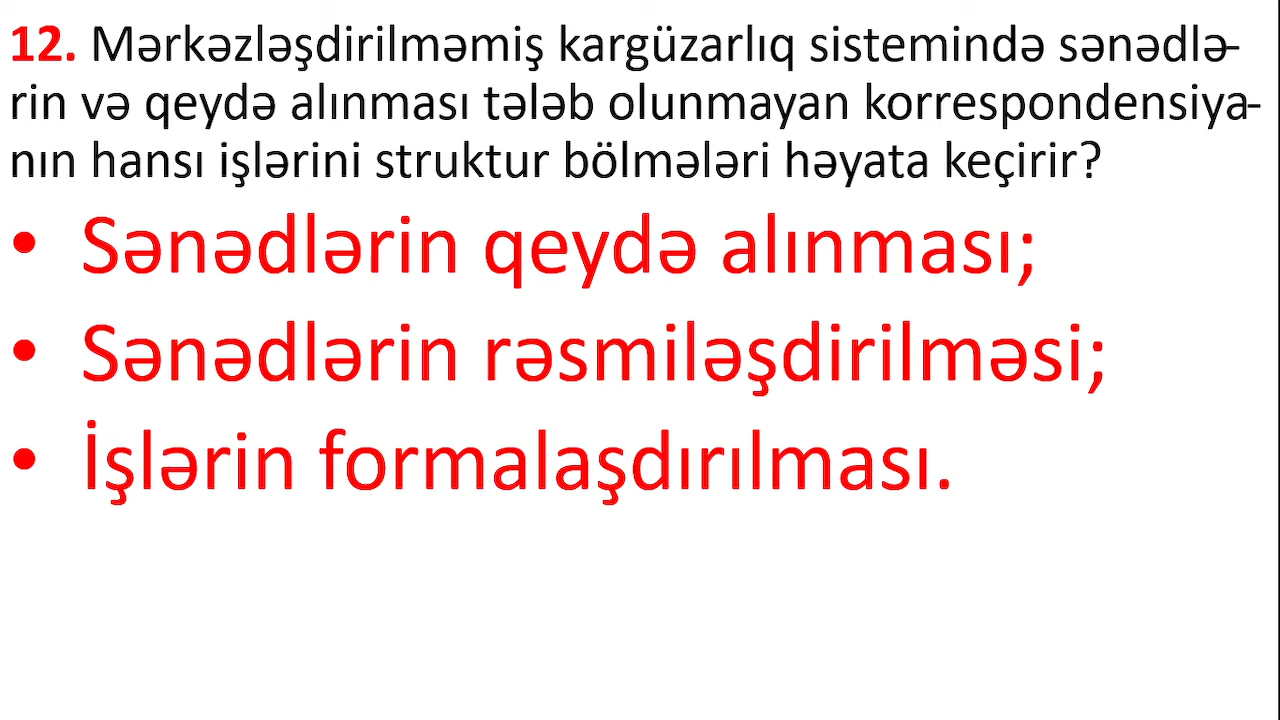 12. Mərkəzləşdirilməmiş kargüzarlıq sistemində sənədlə-
rin və qeydə alınması tələb olunmayan korrespondensiya-
nın hansı işlərini struktur bölmələri həyata keçirir?
• Sənədlərin qeydə alınması;
• Sənədlərin rəsmiləşdirilməsi;
• İşlərin formalaşdırılması.